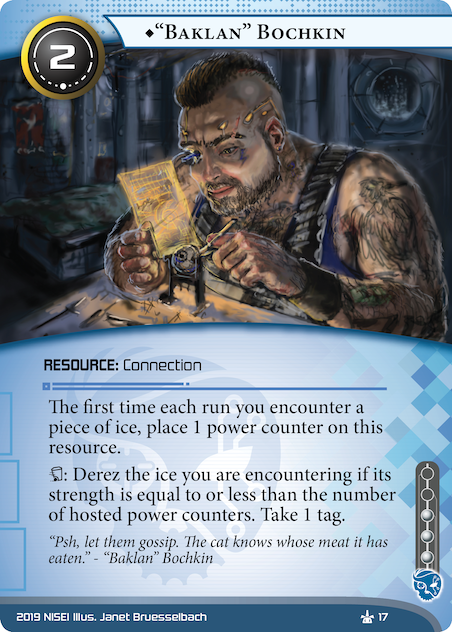 ⬥“Baklan” Bochkin
2
RESOURCE: Connection
The first time each run you encounter a
piece of ice, place 1 power counter on this
resource.
: Derez the ice you are encountering if its
strength is equal to or less than the number
of hosted power counters. Take 1 tag.
“Psh, let them gossip. The cat knows whose meat it has
eaten.” - “Baklan” Bochkin
2019 NISEI Illus. Janet Bruesselbach
17